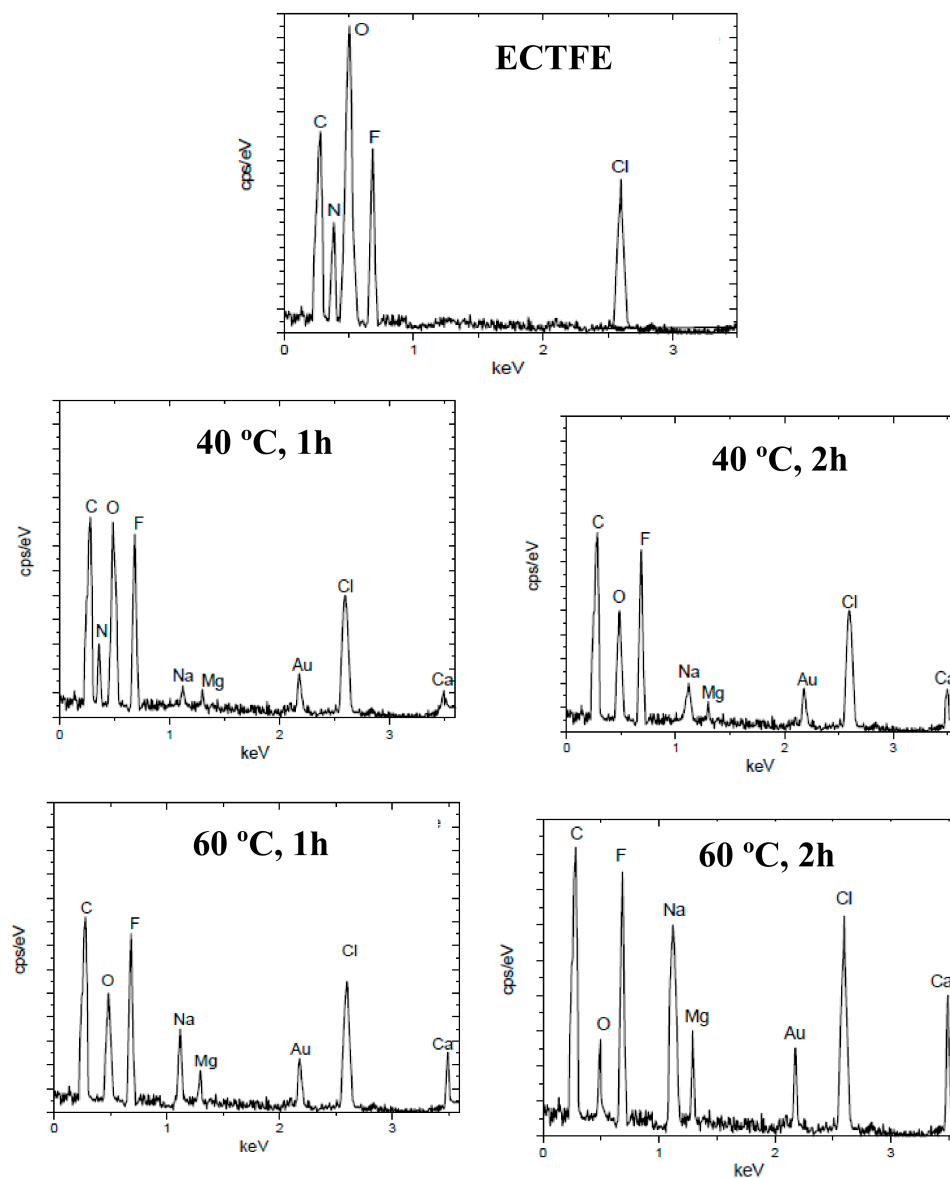 ECTFE
O
C
F
N
Cl
cps/eV
0 1 2 3
keV
40 ºC, 1h
C O F
N
Cl
Na Mg Au Ca
cps/eV
0 1 2 3
keV
40 ºC, 2h
C
F
O
Cl
Na Mg Au Ca
cps/eV
0 1 2 3
keV
60 ºC, 1h
C F
O
Cl
Na
Mg Au Ca
cps/eV
0 1 2 3
keV
60 ºC, 2h
C
F
Na
Cl
O Mg Au Ca
cps/eV
0 1 2 3
keV